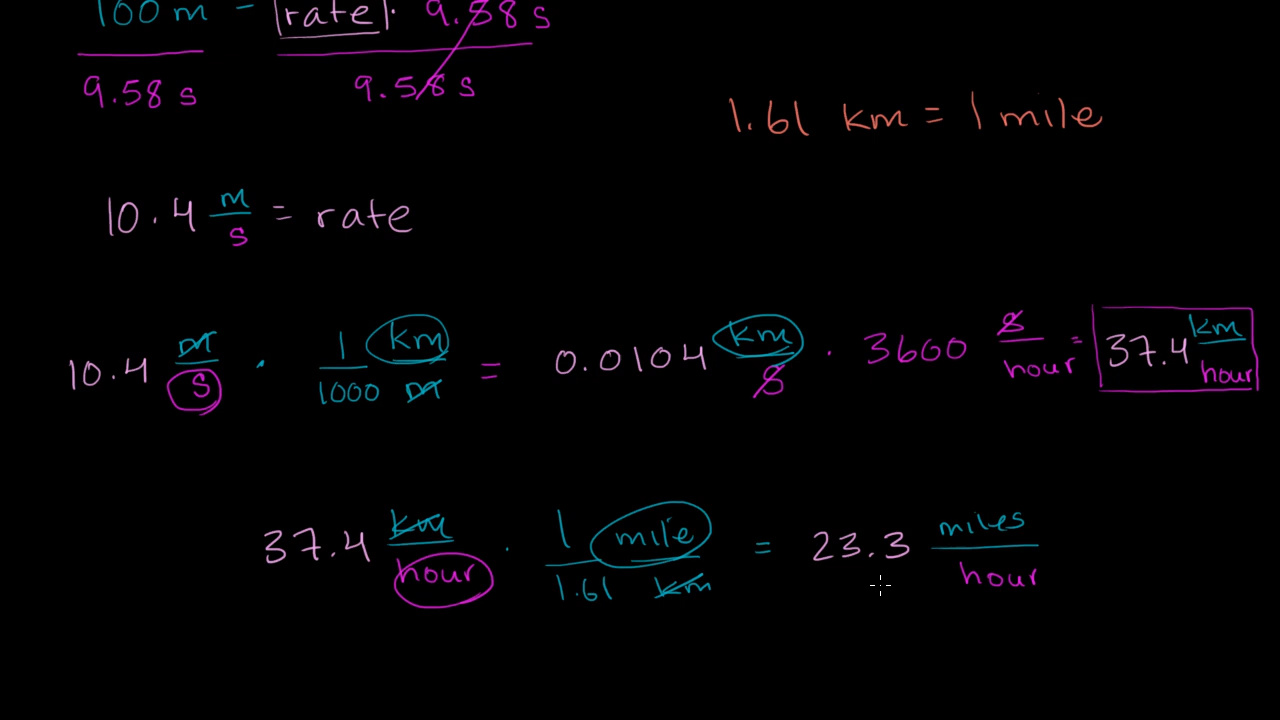 100 m = rate · 9.58 s
9.58 s 9.58 s
1.61 km = 1 mile
10.4 m/s = rate
10.4 m/s · 1 km/1000 m = 0.0104 km/s · 3600 s/hour = 37.4 km/hour
37.4 km/hour · 1 mile/1.61 km = 23.3 miles/hour